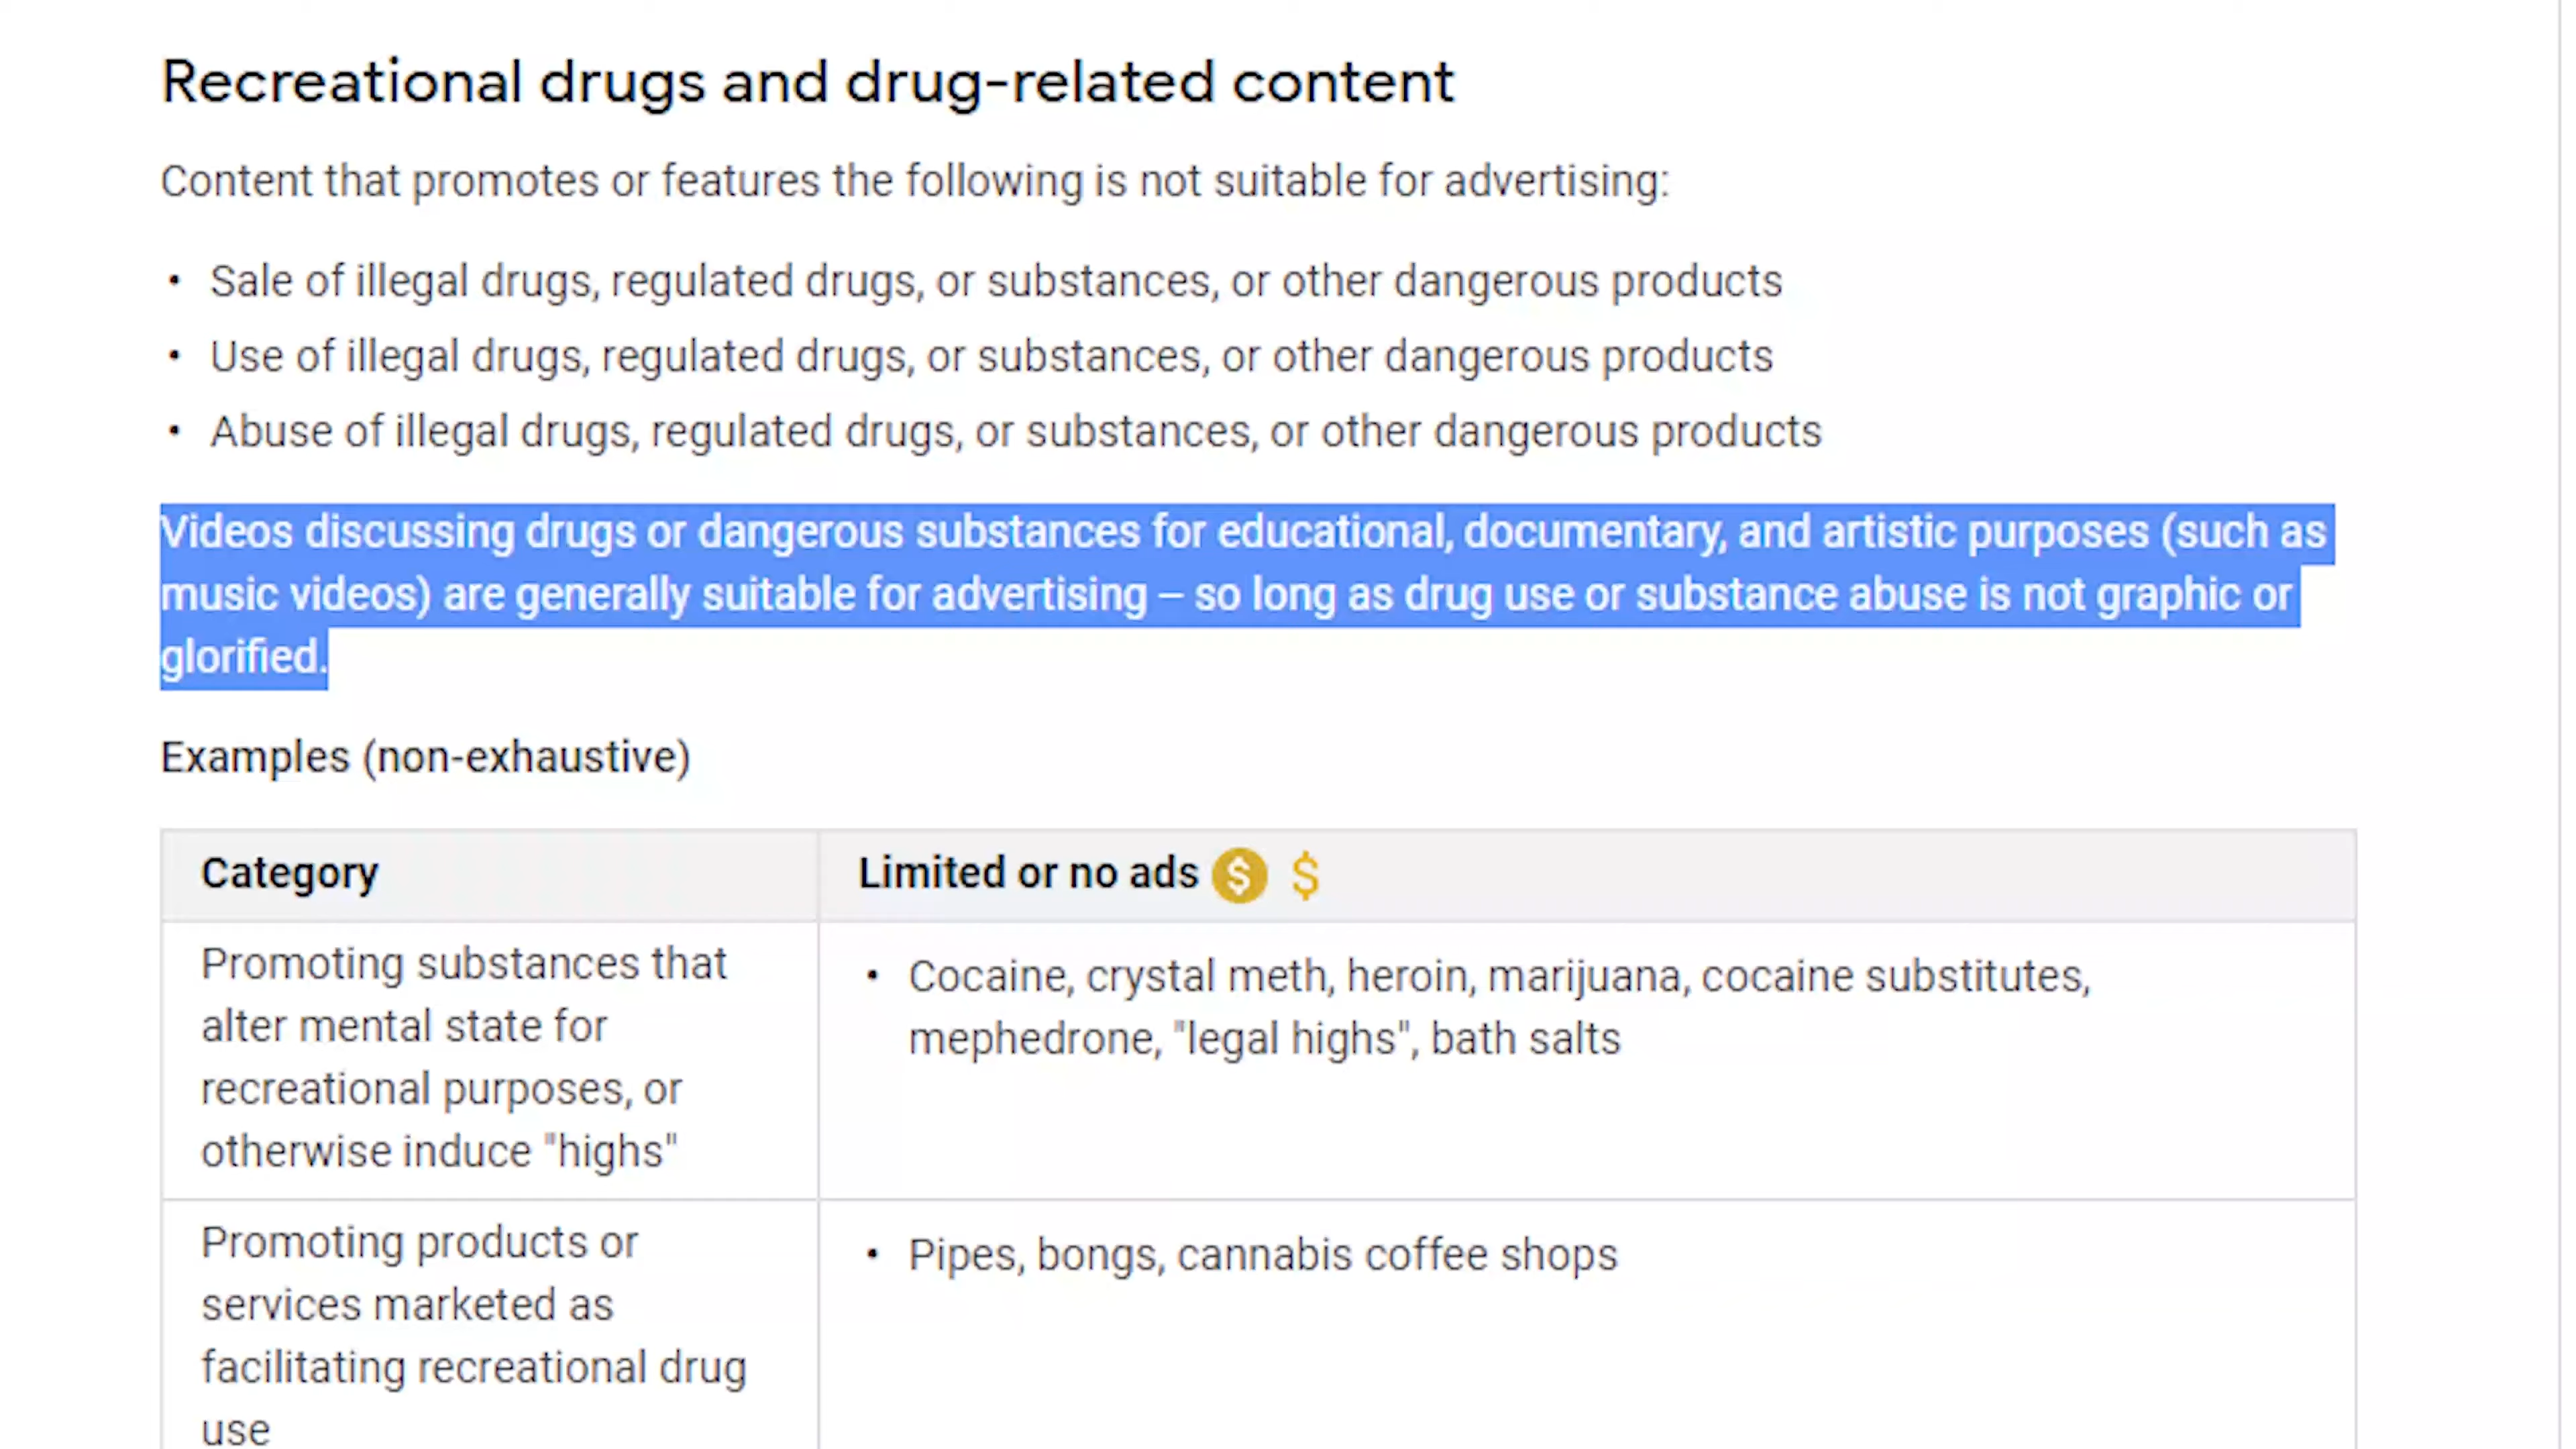 Recreational drugs and drug-related content
Content that promotes or features the following is not suitable for advertising:
• Sale of illegal drugs, regulated drugs, or substances, or other dangerous products
• Use of illegal drugs, regulated drugs, or substances, or other dangerous products
• Abuse of illegal drugs, regulated drugs, or substances, or other dangerous products
Videos discussing drugs or dangerous substances for educational, documentary, and artistic purposes (such as
music videos) are generally suitable for advertising – so long as drug use or substance abuse is not graphic or
glorified.
Examples (non-exhaustive)
Category
Limited or no ads $ $
Promoting substances that
alter mental state for
recreational purposes, or
otherwise induce "highs"
• Cocaine, crystal meth, heroin, marijuana, cocaine substitutes,
mephedrone, "legal highs", bath salts
Promoting products or
services marketed as
facilitating recreational drug
use
• Pipes, bongs, cannabis coffee shops